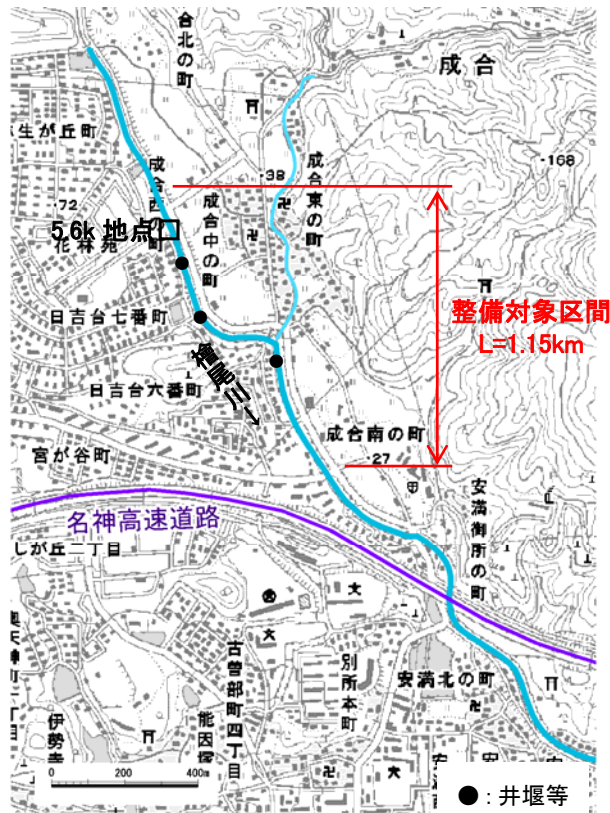 合北の町
成合
弥生が丘町
-168
成合西の町
-38
成合東の町
-72
成合中の町
5.6k 地点
花林苑
整備対象区間
L=1.15km
日吉台七番町
檜尾川→
日吉台六番町
成合南の町
-27
宮が谷町
名神高速道路
安満御所の町
しが丘二丁目
古曽部町四丁目
別所本町
安満北の町
伊勢寺
能因塚
0 200 400m
●：井堰等